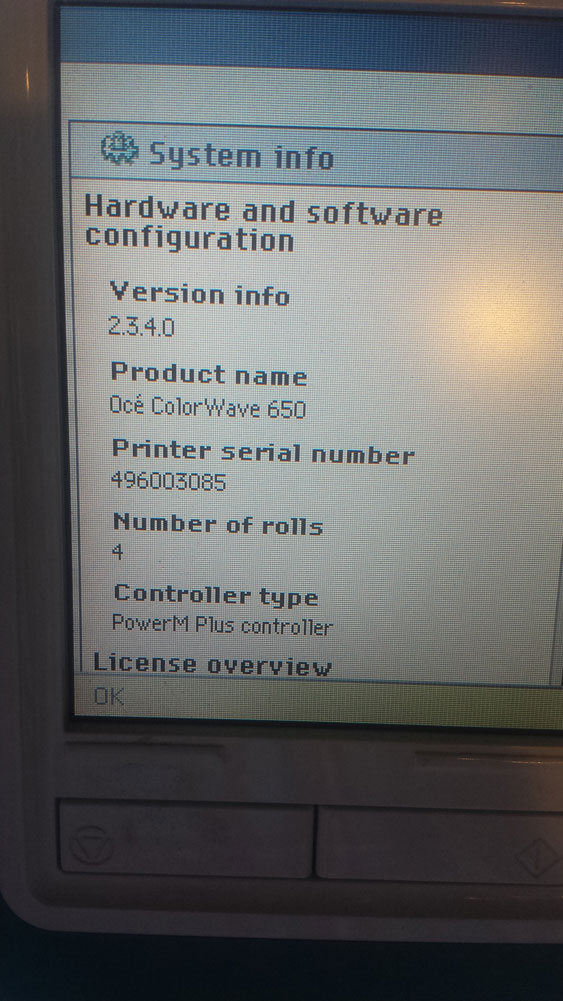 System info
Hardware and software
configuration
Version info
2.3.4.0
Product name
Océ ColorWave 650
Printer serial number
496003085
Number of rolls
4
Controller type
PowerM Plus controller
License overview
OK